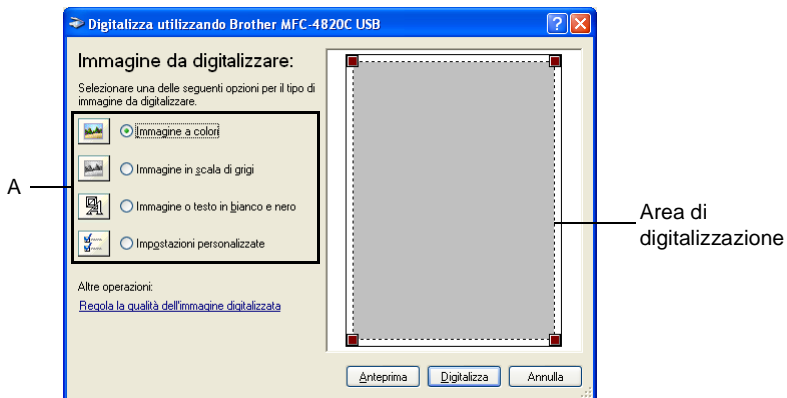 Digitalizza utilizzando Brother MFC-4820C USB
Immagine da digitalizzare:
Selezionare una delle seguenti opzioni per il tipo di
immagine da digitalizzare.
Immagine a colori
Immagine in scala di grigi
Immagine o testo in bianco e nero
Impostazioni personalizzate
A
Altre operazioni:
Regola la qualità dell'immagine digitalizzata
Area di
digitalizzazione
Anteprima
Digitalizza
Annulla